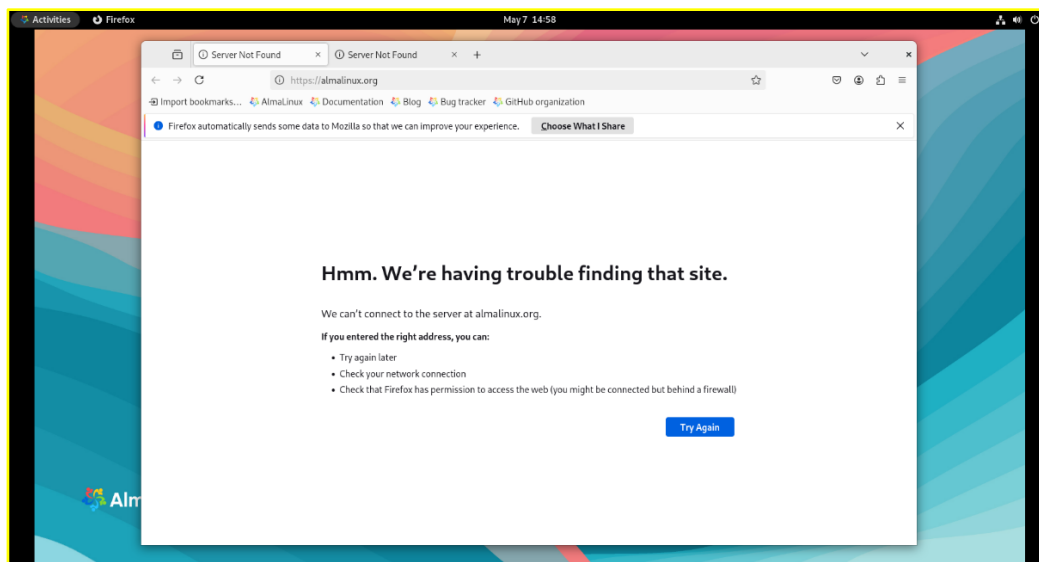 Activities Firefox May 7 14:58
Server Not Found × Server Not Found × +
https://almalinux.org
Import bookmarks... AlmaLinux Documentation Blog Bug tracker GitHub organization
Firefox automatically sends some data to Mozilla so that we can improve your experience. Choose What I Share
Hmm. We're having trouble finding that site.
We can't connect to the server at almalinux.org.
If you entered the right address, you can:
• Try again later
• Check your network connection
• Check that Firefox has permission to access the web (you might be connected but behind a firewall)
Try Again
Alm